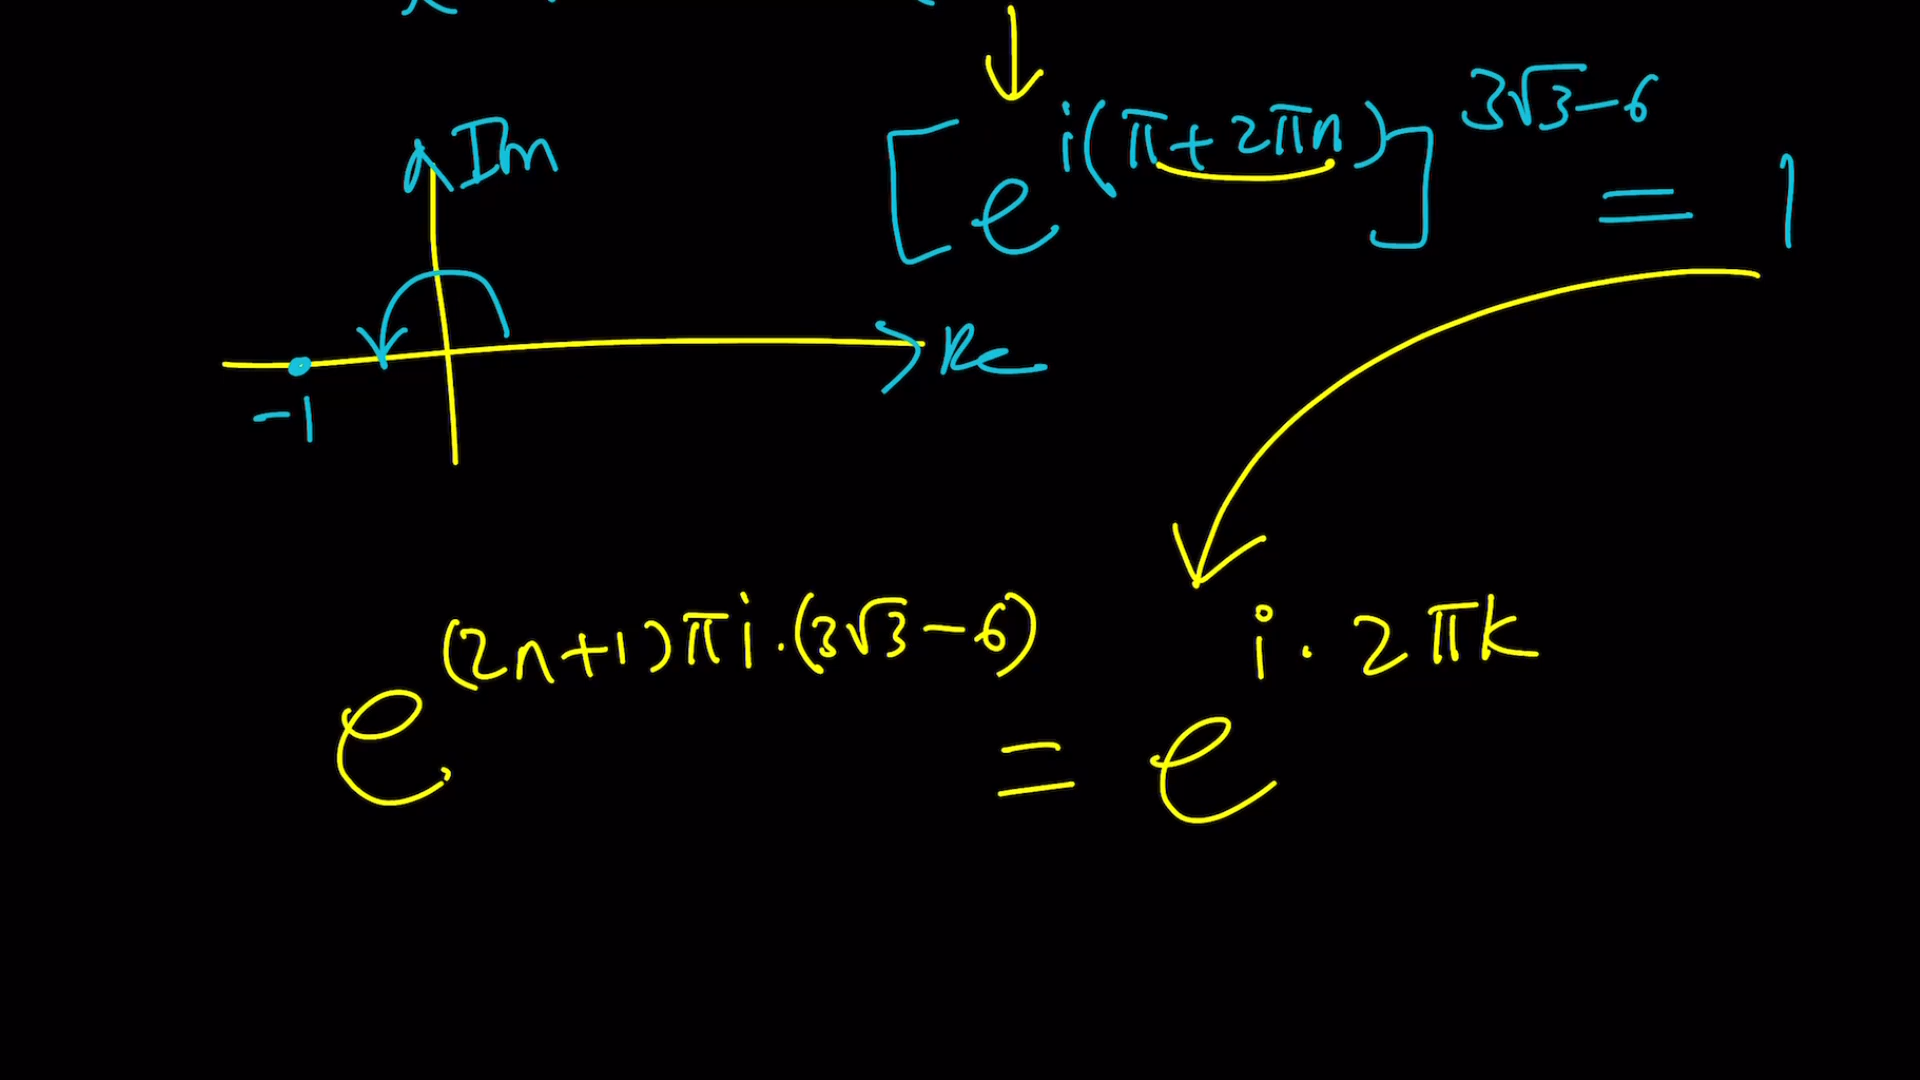 Im
[e^{i(π+2πn)}]^{3√3-6} = 1
Re
-1
e^{(2n+1)πi·(3√3-6)} = e^{i·2πk}